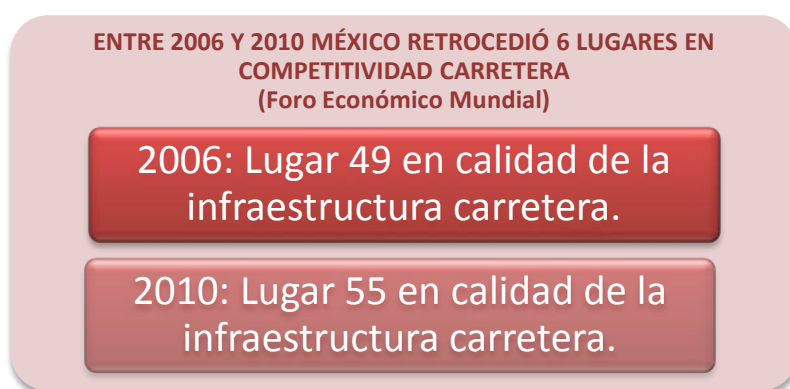 ENTRE 2006 Y 2010 MÉXICO RETROCEDIÓ 6 LUGARES EN
COMPETITIVIDAD CARRETERA
(Foro Económico Mundial)
2006: Lugar 49 en calidad de la
infraestructura carretera.
2010: Lugar 55 en calidad de la
infraestructura carretera.